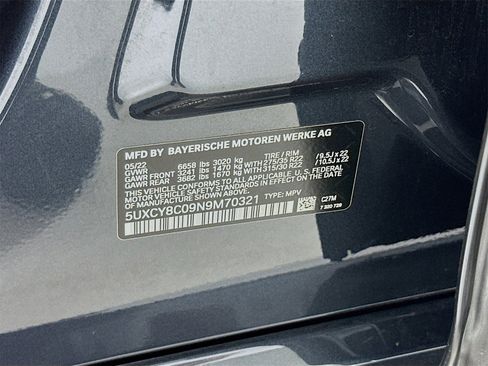 MFD BY BAYERISCHE MOTOREN WERKE AG
05/22 6658 lbs 3020 kg TIRE / RIM
GVWR
GAWR FRONT 3241 lbs 1470 kg WITH 275/35 R22 / 9.5J x 22
GAWR REAR 3682 lbs 1670 kg WITH 315/30 R22 / 10.5J x 22
THIS VEHICLE CONFORMS TO ALL APPLICABLE U.S. FEDERAL
MOTOR VEHICLE SAFETY STANDARDS IN EFFECT ON THE DATE OF
MANUFACTURE SHOWN ABOVE.
5UXCY8C09N9M70321 TYPE: MPV
C27M